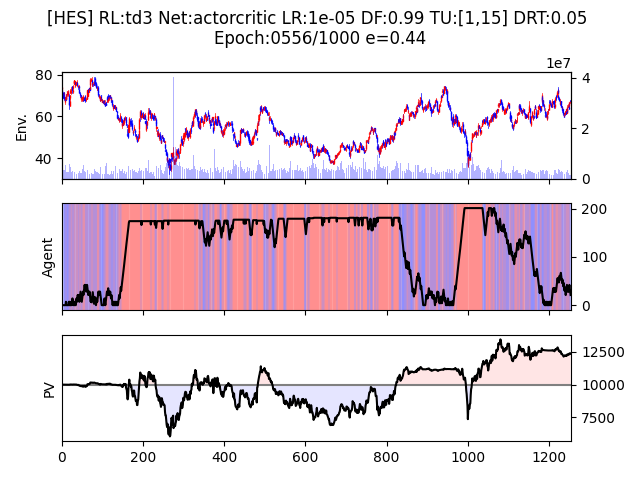 [HES] RL:td3 Net:actorcritic LR:1e-05 DF:0.99 TU:[1,15] DRT:0.05
Epoch:0556/1000 e=0.44
1e7
80
60
40
Env.
4
2
0
Agent
200
100
0
PV
12500
10000
7500
0 200 400 600 800 1000 1200